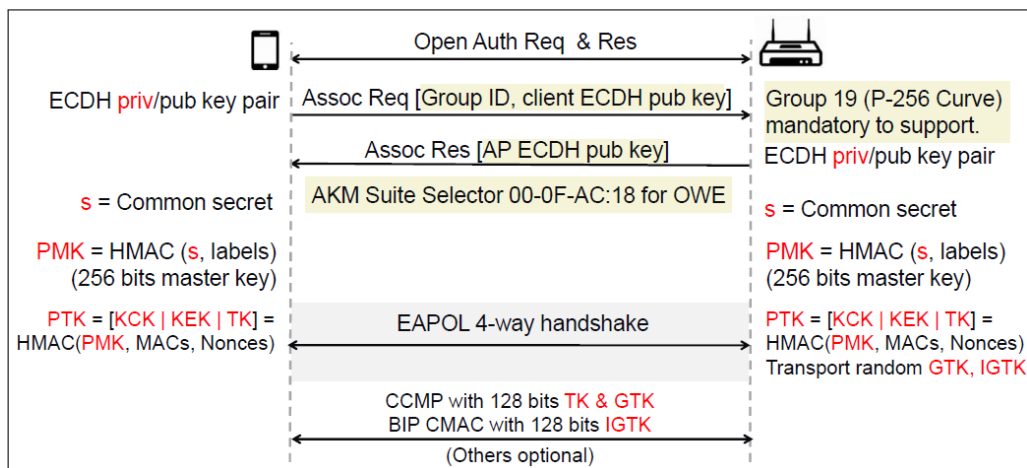 Open Auth Req & Res
ECDH priv/pub key pair
Assoc Req [Group ID, client ECDH pub key]
Group 19 (P-256 Curve)
mandatory to support.
Assoc Res [AP ECDH pub key]
ECDH priv/pub key pair
AKM Suite Selector 00-0F-AC:18 for OWE
s = Common secret
s = Common secret
PMK = HMAC (s, labels)
(256 bits master key)
PMK = HMAC (s, labels)
(256 bits master key)
PTK = [KCK | KEK | TK] =
HMAC(PMK, MACs, Nonces)
EAPOL 4-way handshake
PTK = [KCK | KEK | TK] =
HMAC(PMK, MACs, Nonces)
Transport random GTK, IGTK
CCMP with 128 bits TK & GTK
BIP CMAC with 128 bits IGTK
(Others optional)